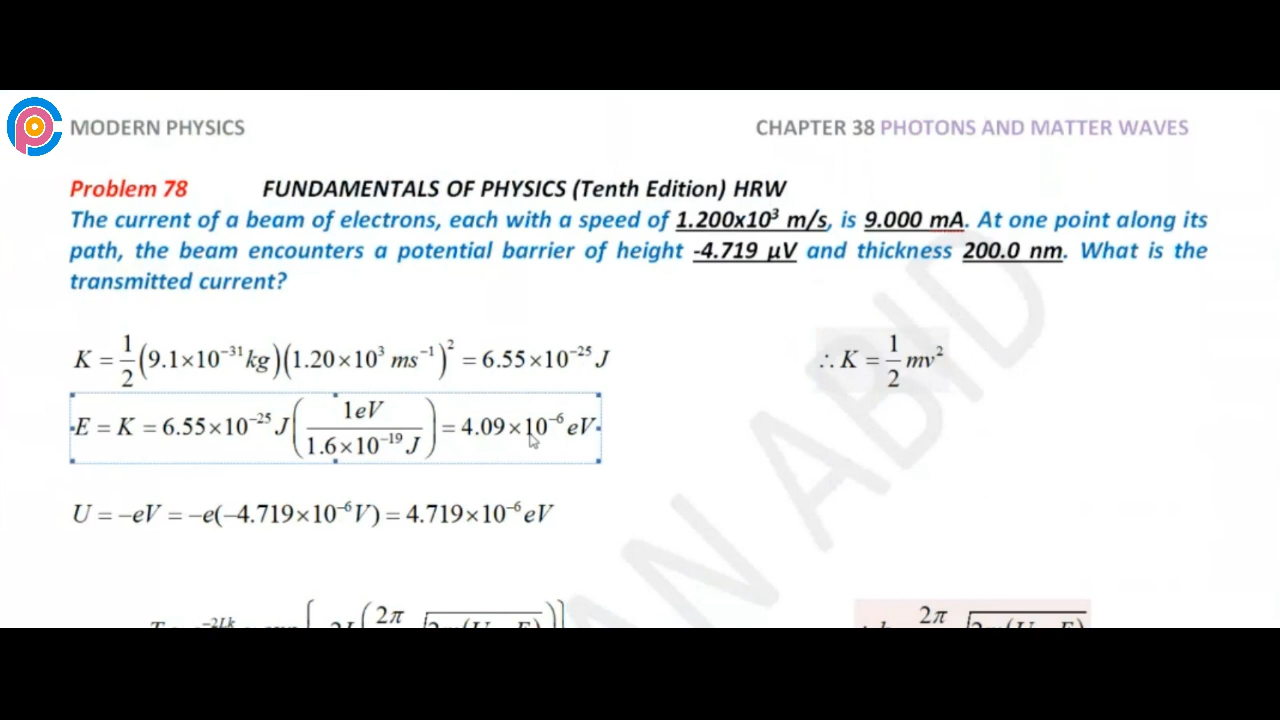 MODERN PHYSICS CHAPTER 38 PHOTONS AND MATTER WAVES
Problem 78 FUNDAMENTALS OF PHYSICS (Tenth Edition) HRW
The current of a beam of electrons, each with a speed of 1.200x10³ m/s, is 9.000 mA. At one point along its
path, the beam encounters a potential barrier of height -4.719 µV and thickness 200.0 nm. What is the
transmitted current?
K = 1/2 (9.1×10⁻³¹ kg)(1.20×10³ ms⁻¹)² = 6.55×10⁻²⁵ J ∴ K = 1/2 mv²
E = K = 6.55×10⁻²⁵ J (1eV / 1.6×10⁻¹⁹ J) = 4.09×10⁻⁶ eV
U = −eV = −e(−4.719×10⁻⁶ V) = 4.719×10⁻⁶ eV
−2Lk 2π 2π
N ABID